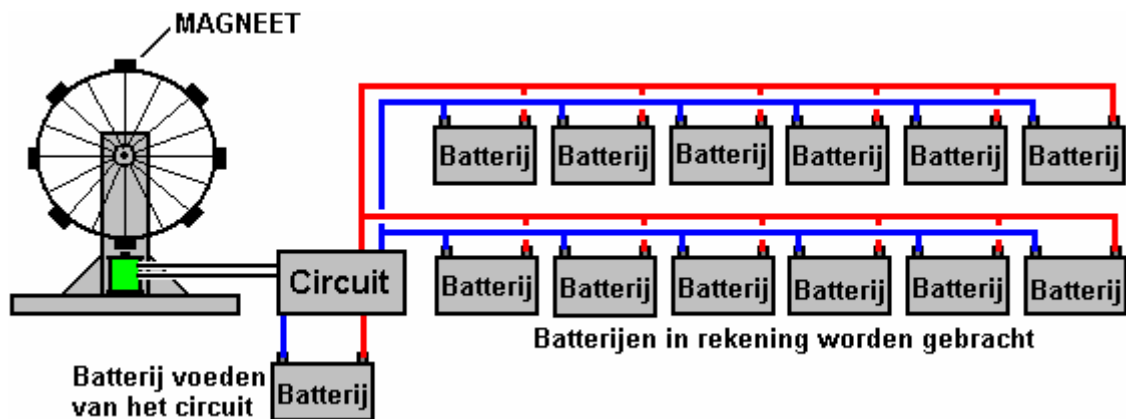 MAGNEET
Batterij Batterij Batterij Batterij Batterij Batterij
Circuit
Batterij Batterij Batterij Batterij Batterij Batterij
Batterijen in rekening worden gebracht
Batterij voeden
van het circuit
Batterij